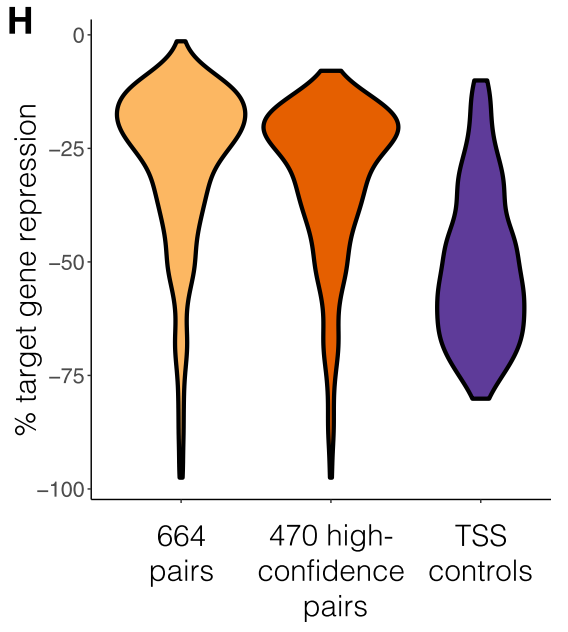 H
% target gene repression
0
−25
−50
−75
−100
664
pairs
470 high-
confidence
pairs
TSS
controls